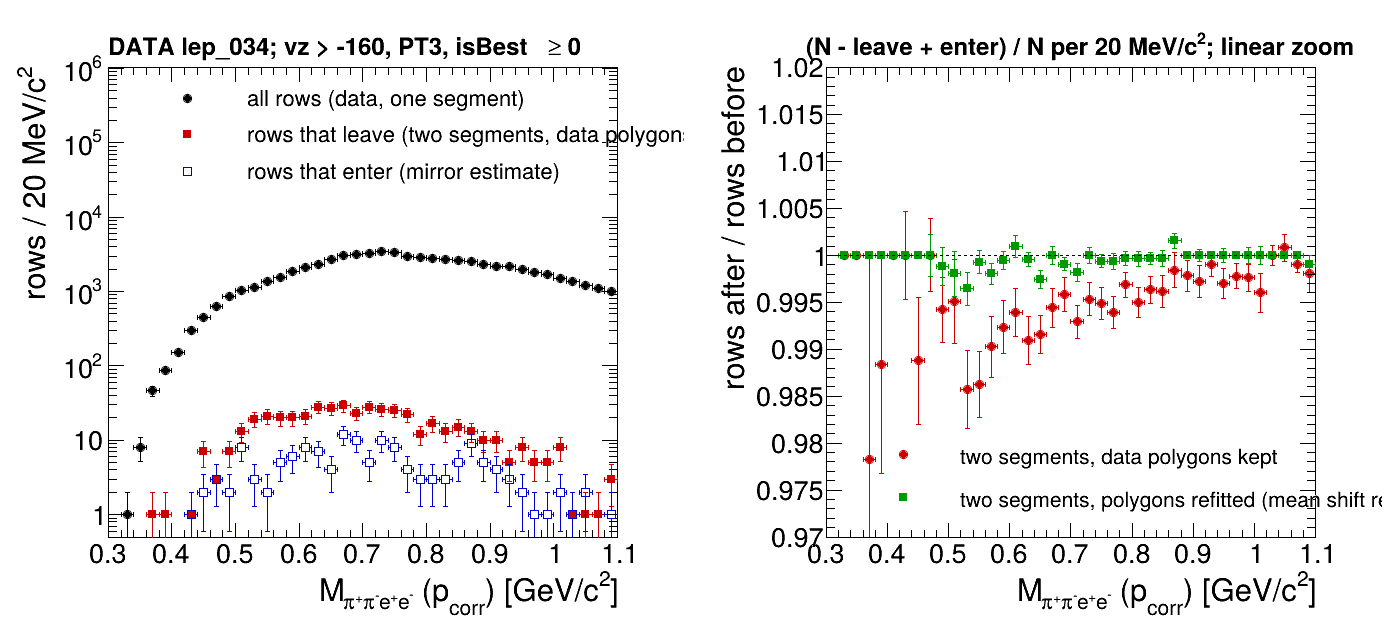 DATA lep_034; vz > -160, PT3, isBest ≥ 0
rows / 20 MeV/c²
10⁶
10⁵
10⁴
10³
10²
10
1
all rows (data, one segment)
rows that leave (two segments, data polygons
rows that enter (mirror estimate)
0.3 0.4 0.5 0.6 0.7 0.8 0.9 1 1.1
M π⁺π⁻e⁺e⁻ (p corr) [GeV/c²]
(N - leave + enter) / N per 20 MeV/c²; linear zoom
rows after / rows before
1.02
1.015
1.01
1.005
1
0.995
0.99
0.985
0.98
0.975
0.97
two segments, data polygons kept
two segments, polygons refitted (mean shift re
0.3 0.4 0.5 0.6 0.7 0.8 0.9 1 1.1
M π⁺π⁻e⁺e⁻ (p corr) [GeV/c²]